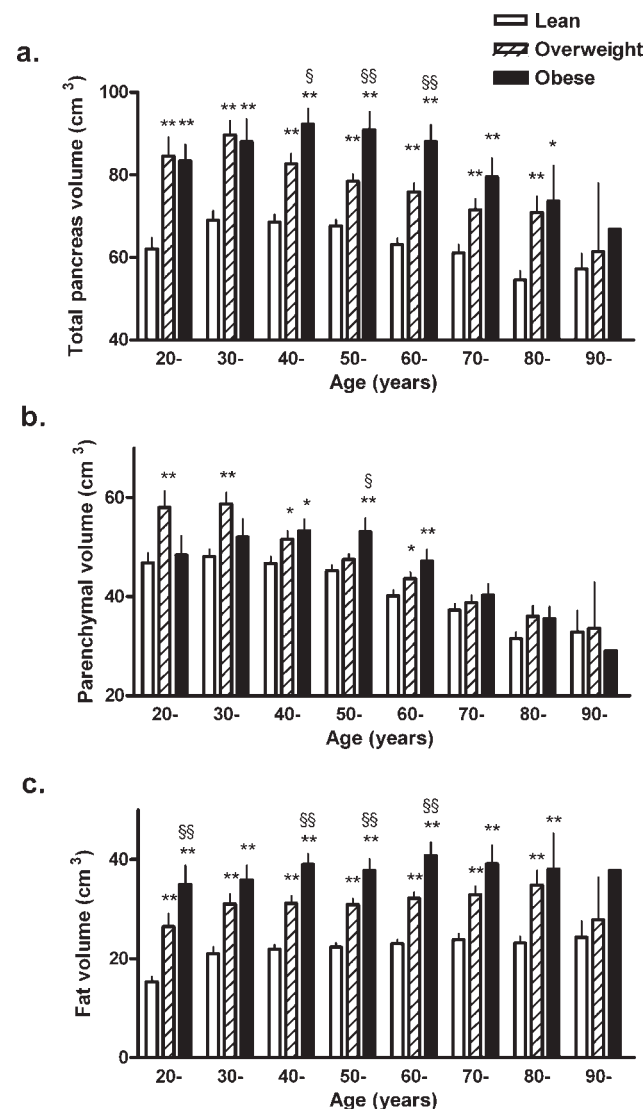 Lean
Overweight
Obese
a.
Total pancreas volume (cm 3)
100
80
60
40
** **
** **
** § **
** §§ **
** §§ **
** **
** *
20- 30- 40- 50- 60- 70- 80- 90-
Age (years)
b.
Parenchymal volume (cm 3)
60
40
20
**
**
* *
§ **
* **
20- 30- 40- 50- 60- 70- 80- 90-
Age (years)
c.
Fat volume (cm 3)
40
20
0
** §§ **
** **
** §§ **
** §§ **
** §§ **
** **
** **
20- 30- 40- 50- 60- 70- 80- 90-
Age (years)